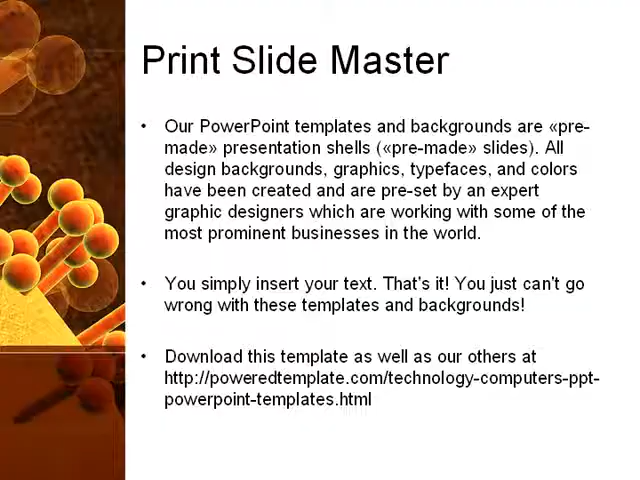 Print Slide Master
• Our PowerPoint templates and backgrounds are «pre-
made» presentation shells («pre-made» slides). All
design backgrounds, graphics, typefaces, and colors
have been created and are pre-set by an expert
graphic designers which are working with some of the
most prominent businesses in the world.
• You simply insert your text. That's it! You just can't go
wrong with these templates and backgrounds!
• Download this template as well as our others at
http://poweredtemplate.com/technology-computers-ppt-
powerpoint-templates.html